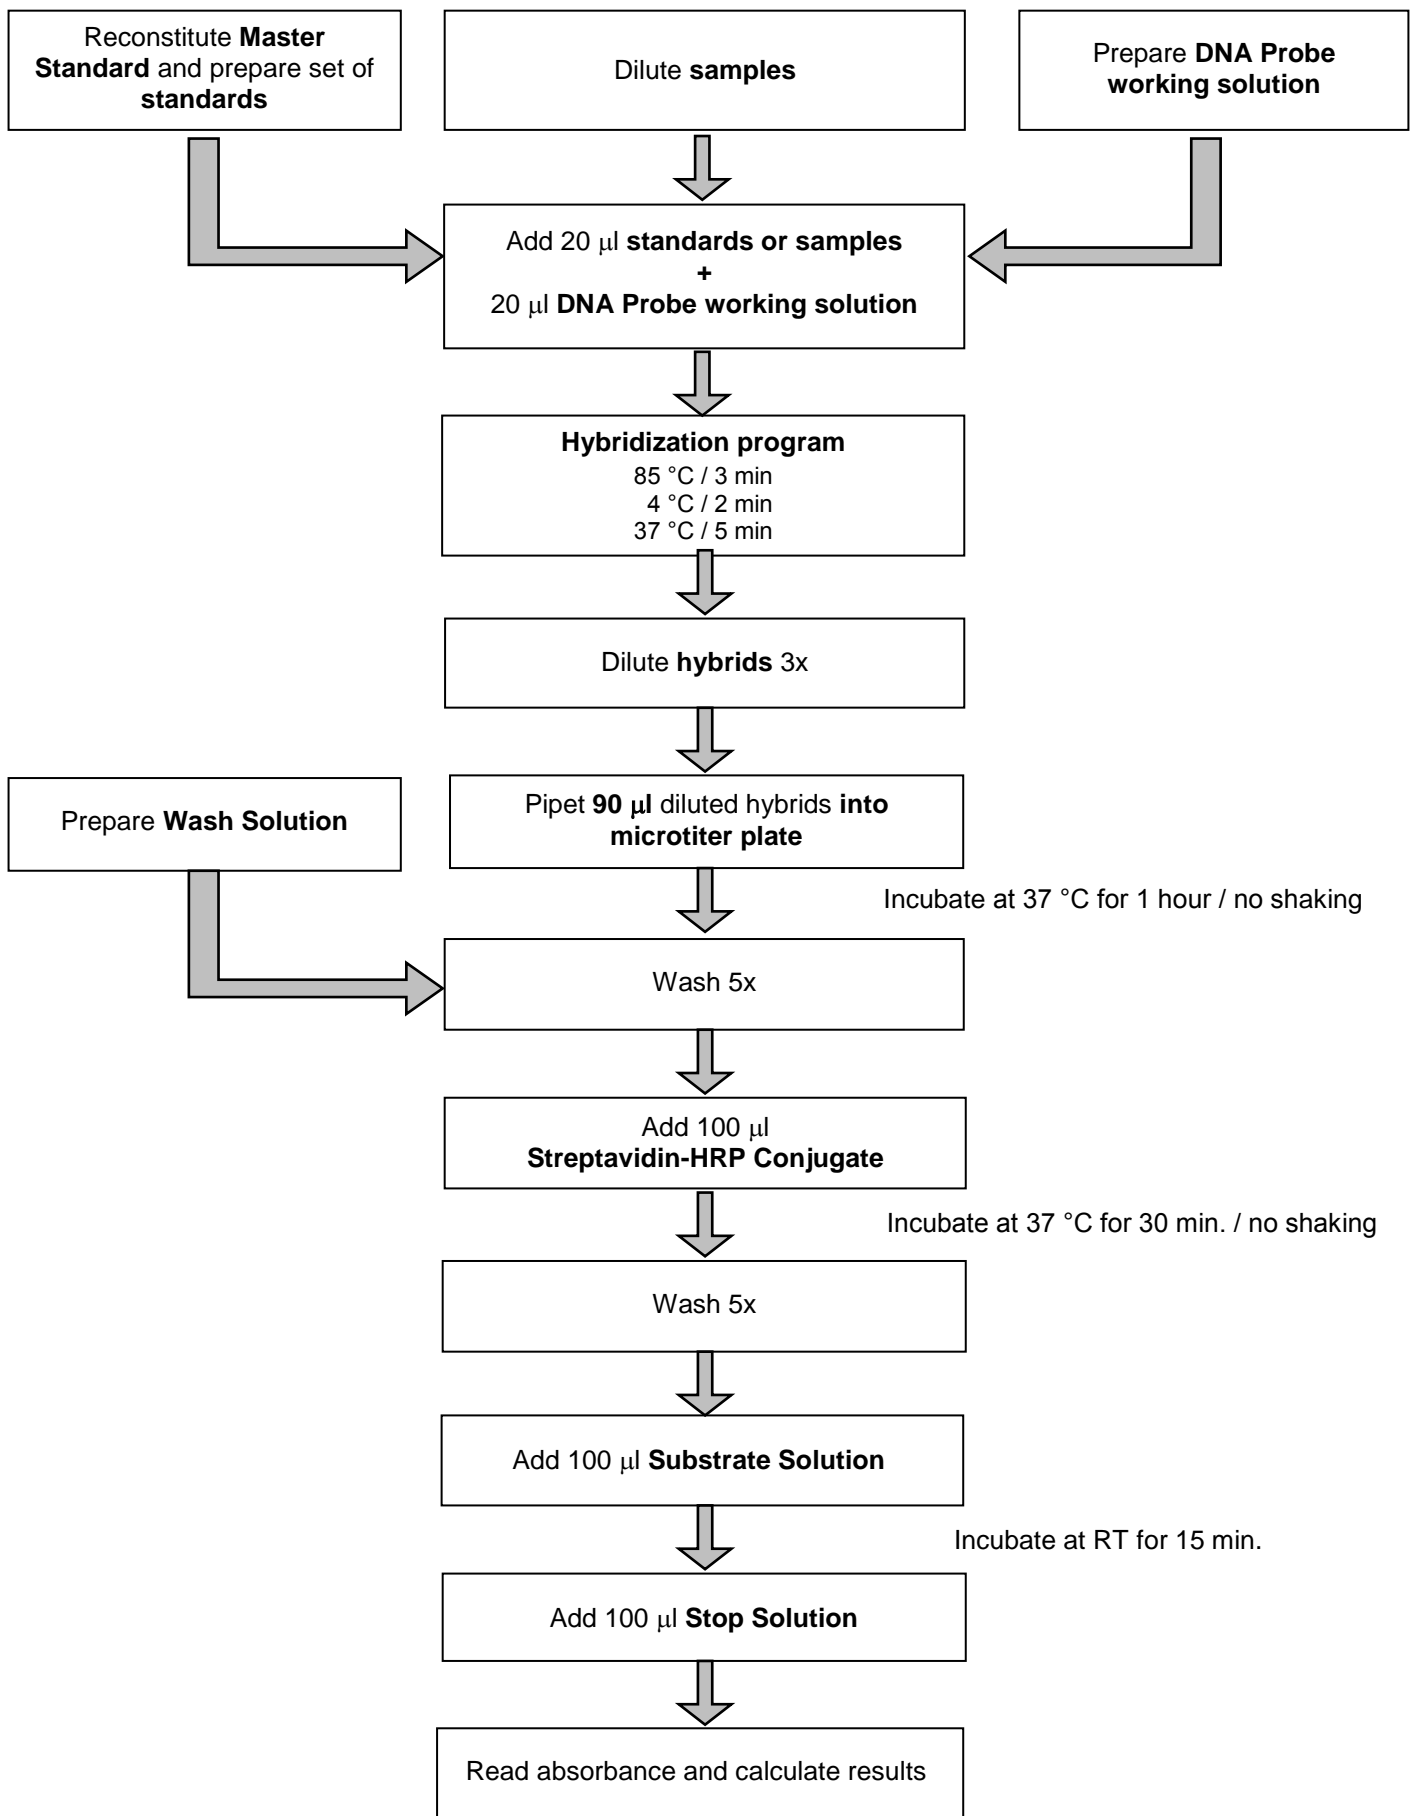 Reconstitute Master
Standard and prepare set of
standards
Dilute samples
Prepare DNA Probe
working solution
Add 20 μl standards or samples
+
20 μl DNA Probe working solution
Hybridization program
85 °C / 3 min
4 °C / 2 min
37 °C / 5 min
Dilute hybrids 3x
Prepare Wash Solution
Pipet 90 μl diluted hybrids into
microtiter plate
Incubate at 37 °C for 1 hour / no shaking
Wash 5x
Add 100 μl
Streptavidin-HRP Conjugate
Incubate at 37 °C for 30 min. / no shaking
Wash 5x
Add 100 μl Substrate Solution
Incubate at RT for 15 min.
Add 100 μl Stop Solution
Read absorbance and calculate results